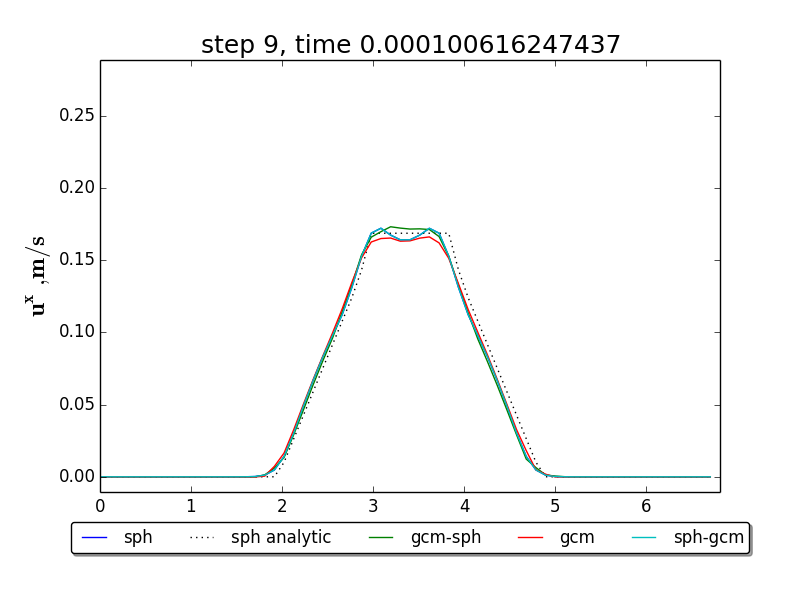 step 9, time 0.000100616247437
0.25
0.20
0.15
0.10
0.05
0.00
u^x ,m/s
0 1 2 3 4 5 6
sph sph analytic gcm-sph gcm sph-gcm